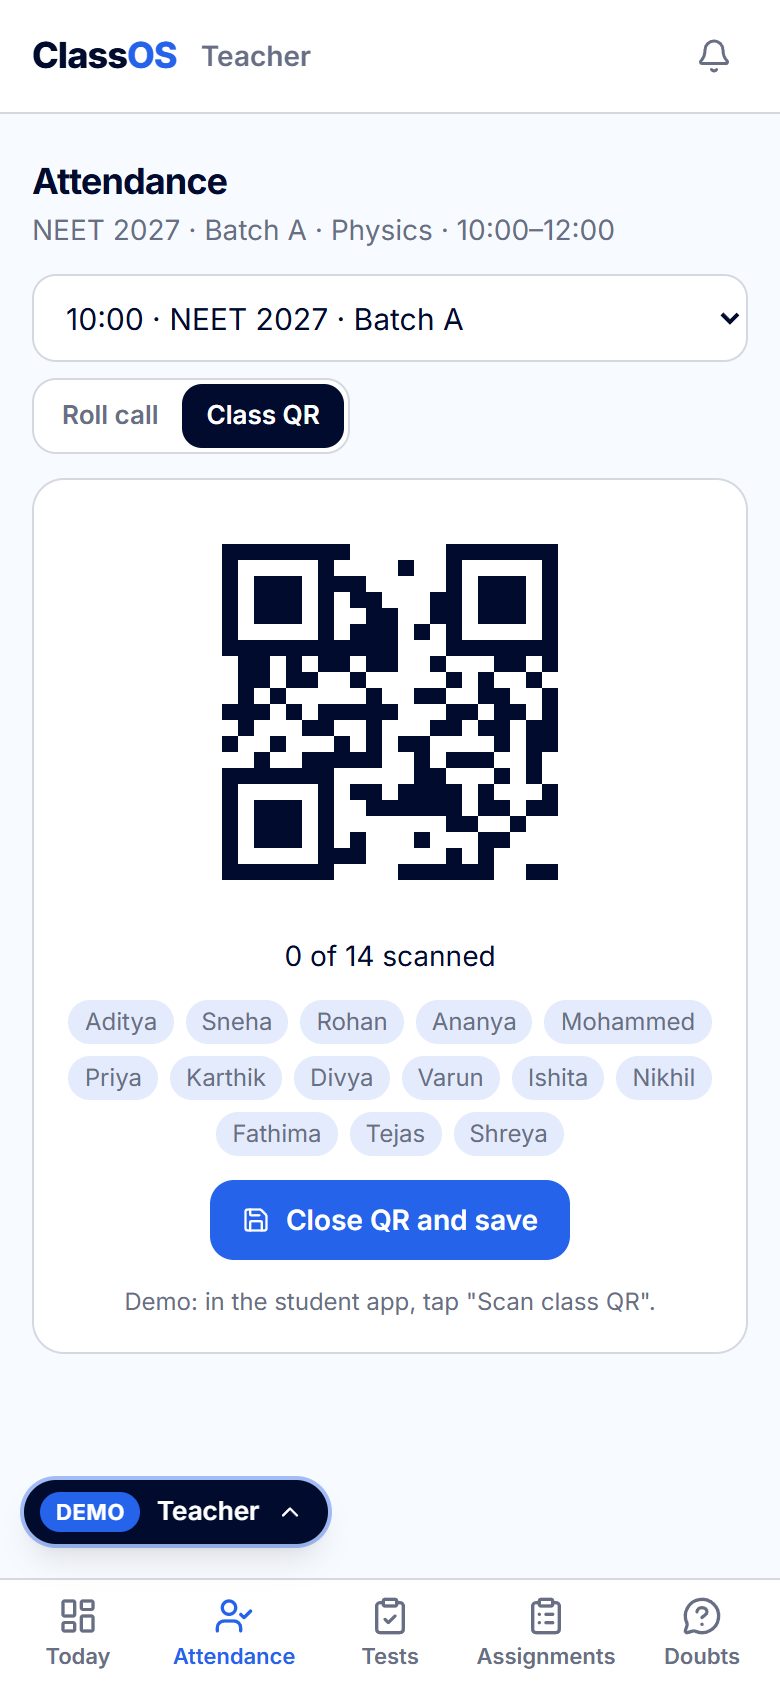 ClassOS Teacher
Attendance
NEET 2027 · Batch A · Physics · 10:00–12:00
10:00 · NEET 2027 · Batch A
Roll call Class QR
0 of 14 scanned
Aditya Sneha Rohan Ananya Mohammed
Priya Karthik Divya Varun Ishita Nikhil
Fathima Tejas Shreya
Close QR and save
Demo: in the student app, tap "Scan class QR".
DEMO Teacher
Today Attendance Tests Assignments Doubts